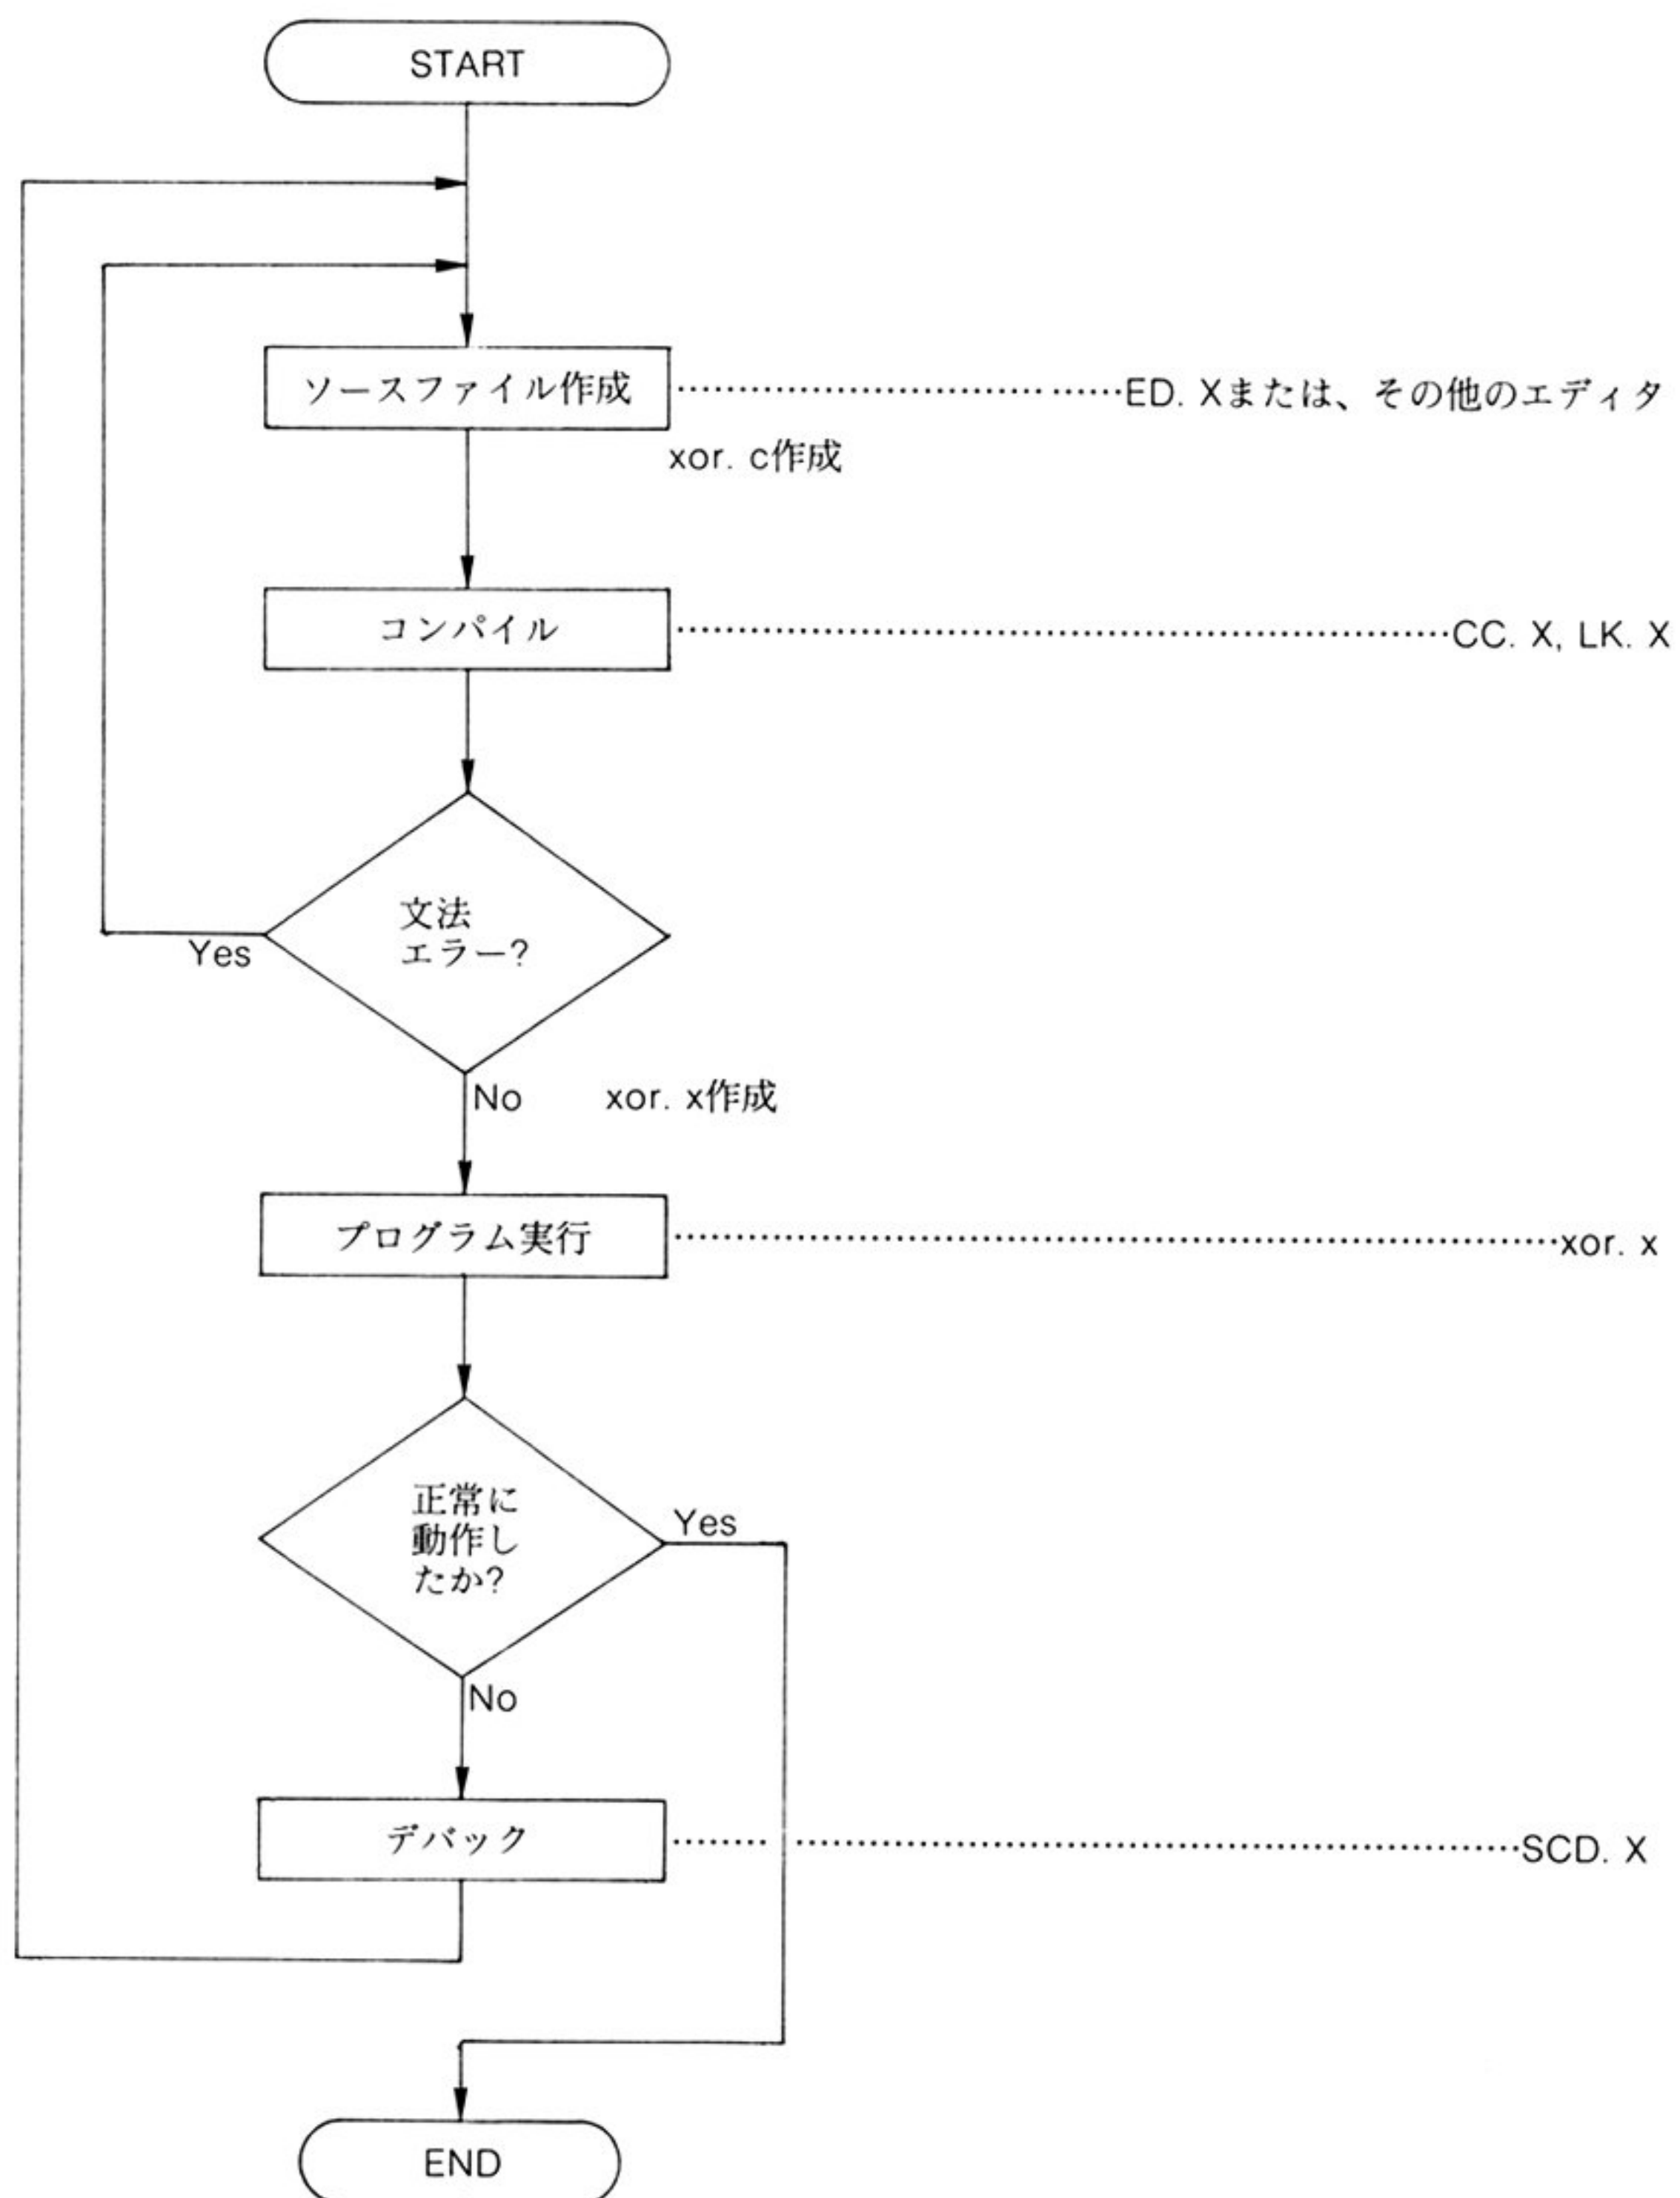 START
ソースファイル作成
ED. Xまたは、その他のエディタ
xor. c作成
コンパイル
CC. X, LK. X
文法
エラー?
Yes
No
xor. x作成
プログラム実行
xor. x
正常に
動作し
たか?
Yes
No
デバック
SCD. X
END